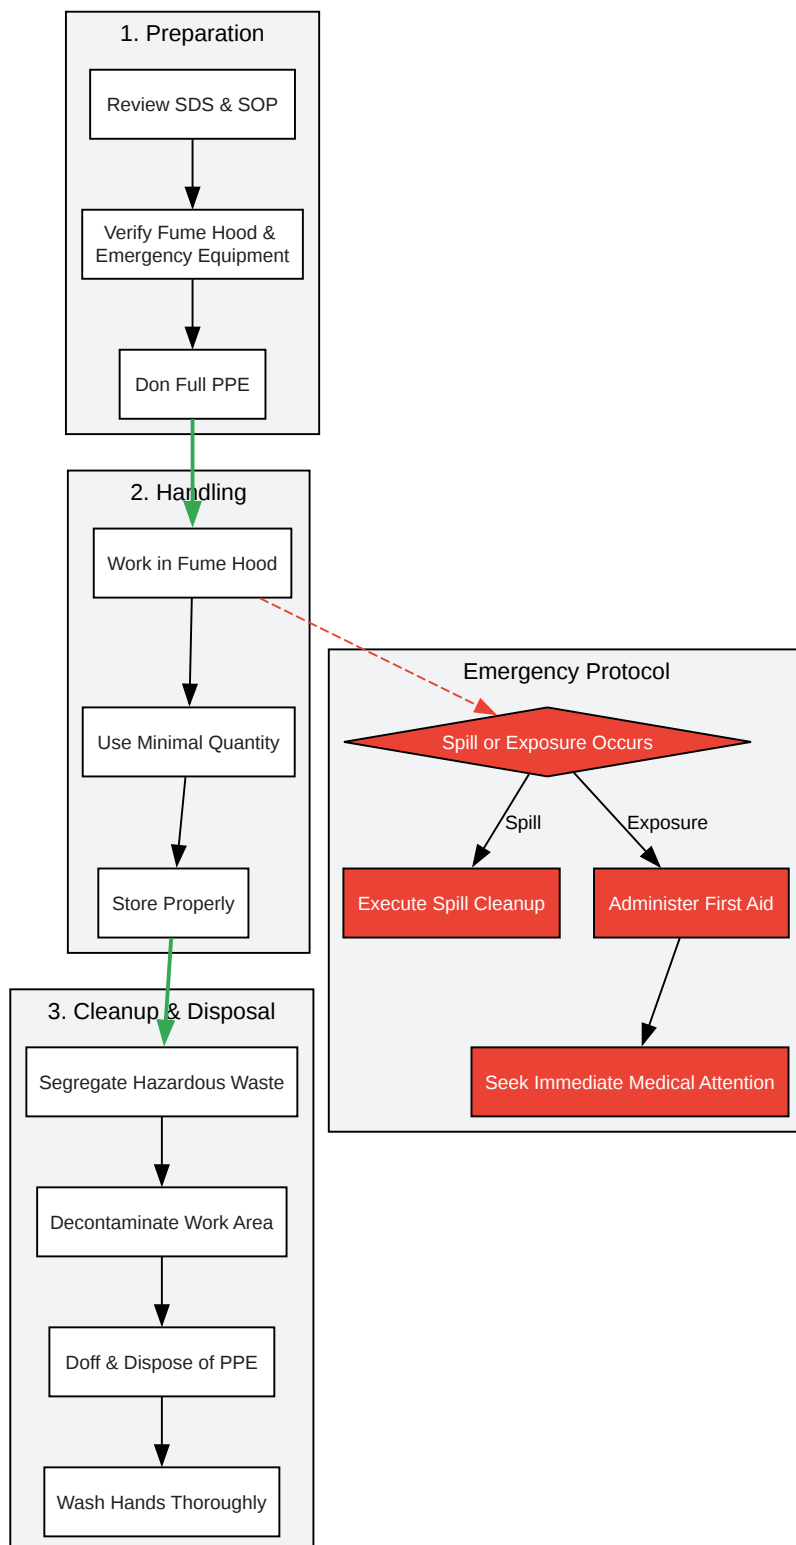 1. Preparation
Review SDS & SOP
Verify Fume Hood &
Emergency Equipment
Don Full PPE
2. Handling
Work in Fume Hood
Use Minimal Quantity
Store Properly
Emergency Protocol
Spill or Exposure Occurs
Spill
Exposure
Execute Spill Cleanup
Administer First Aid
Seek Immediate Medical Attention
3. Cleanup & Disposal
Segregate Hazardous Waste
Decontaminate Work Area
Doff & Dispose of PPE
Wash Hands Thoroughly